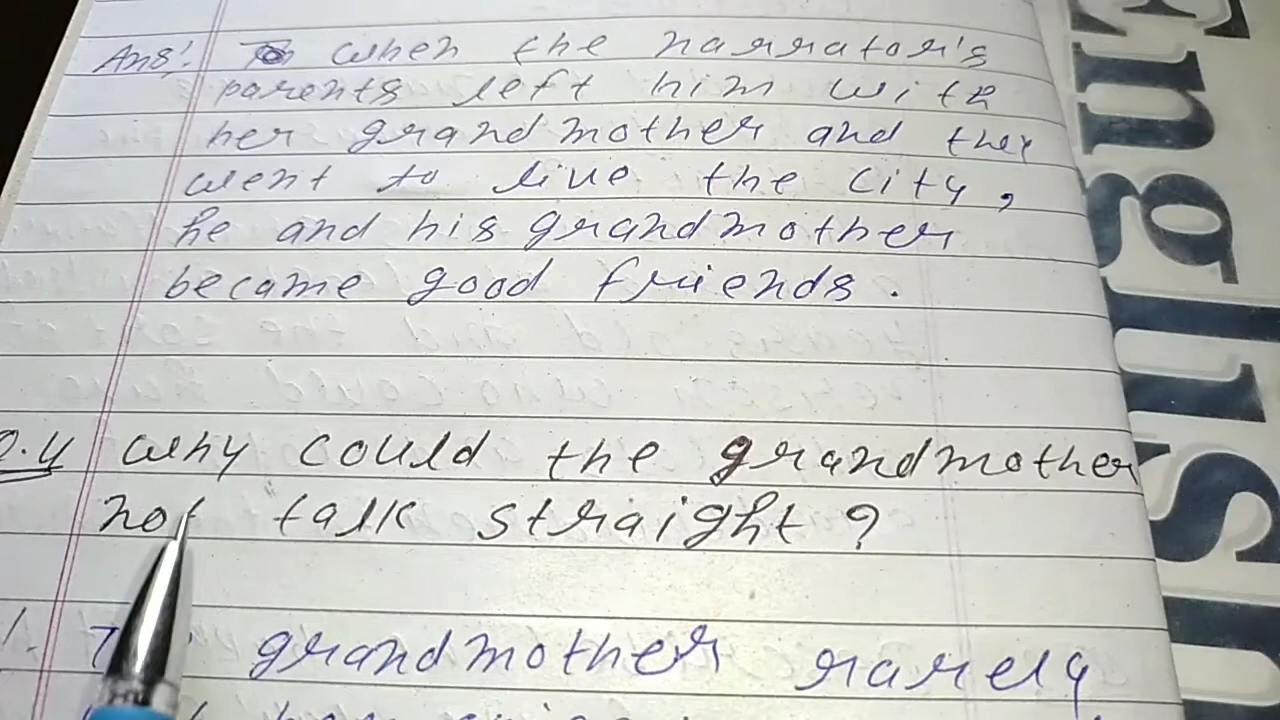 Ans! when the narrator's
parents left him with
her grandmother and they
went to live the city,
he and his grandmother
became good friends.
Q.4 why could the grandmother
not talk straight?
grandmother rarely
English